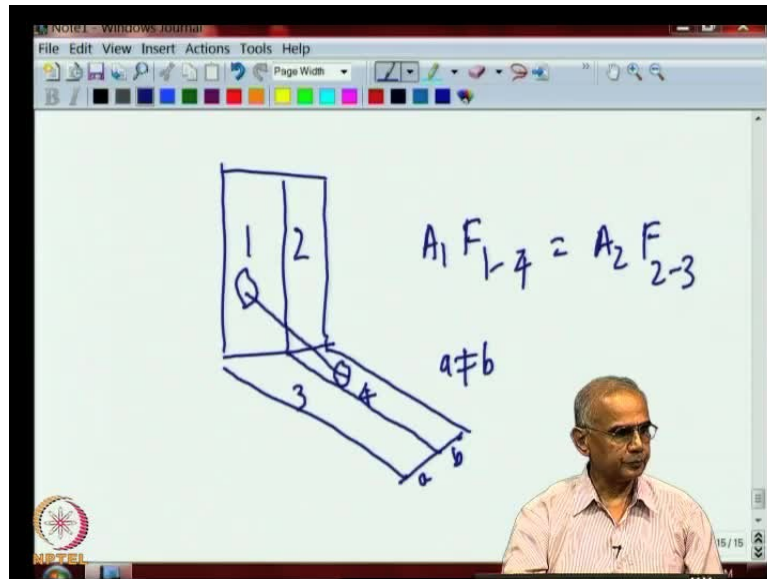 Note1 - Windows Journal
File Edit View Insert Actions Tools Help
Page Width
B I
1 2
A₁ F₁₋₄ = A₂ F₂₋₃
a≠b
3 4
a b
15/15
NPTEL